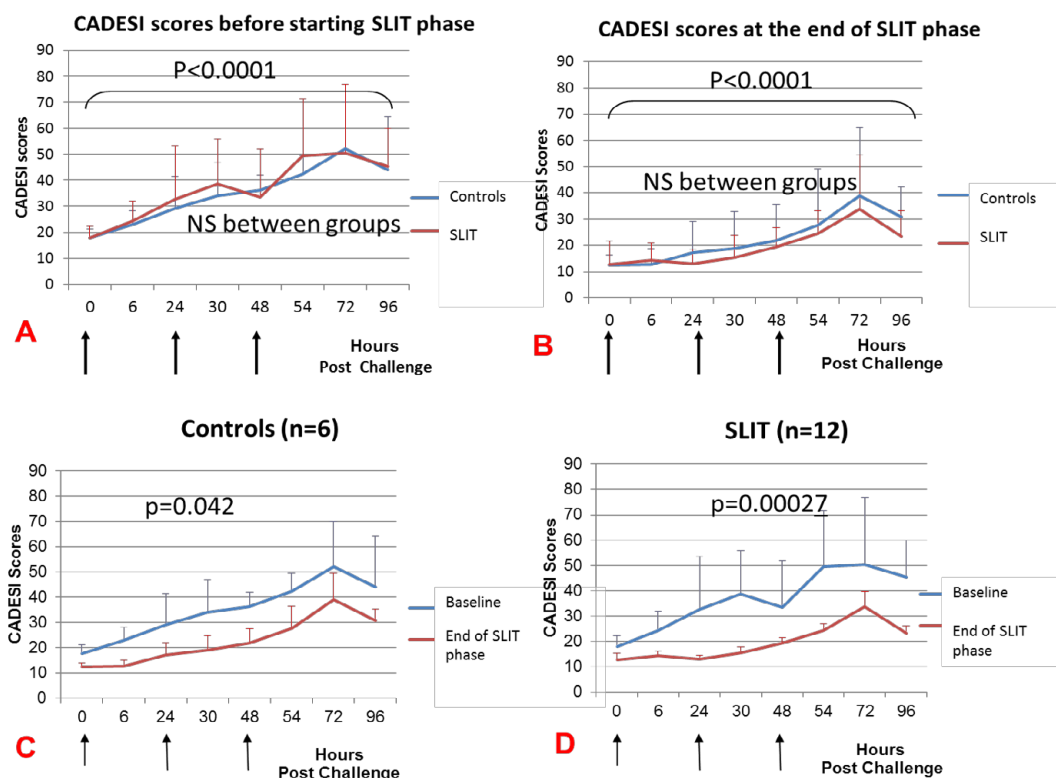 CADESI scores before starting SLIT phase
90
80
70
60
50
40
30
20
10
0
CADESI Scores
P<0.0001
NS between groups
Controls
SLIT
0 6 24 30 48 54 72 96
A
Hours
Post Challenge
CADESI scores at the end of SLIT phase
90
80
70
60
50
40
30
20
10
0
CADESI Scores
P<0.0001
NS between groups
Controls
SLIT
0 6 24 30 48 54 72 96
B
Hours
Post Challenge
Controls (n=6)
90
80
70
60
50
40
30
20
10
0
CADESI Scores
p=0.042
Baseline
End of SLIT
phase
0 6 24 30 48 54 72 96
C
Hours
Post Challenge
SLIT (n=12)
90
80
70
60
50
40
30
20
10
0
CADESI Scores
p=0.00027
Baseline
End of SLIT
phase
0 6 24 30 48 54 72 96
D
Hours
Post Challenge